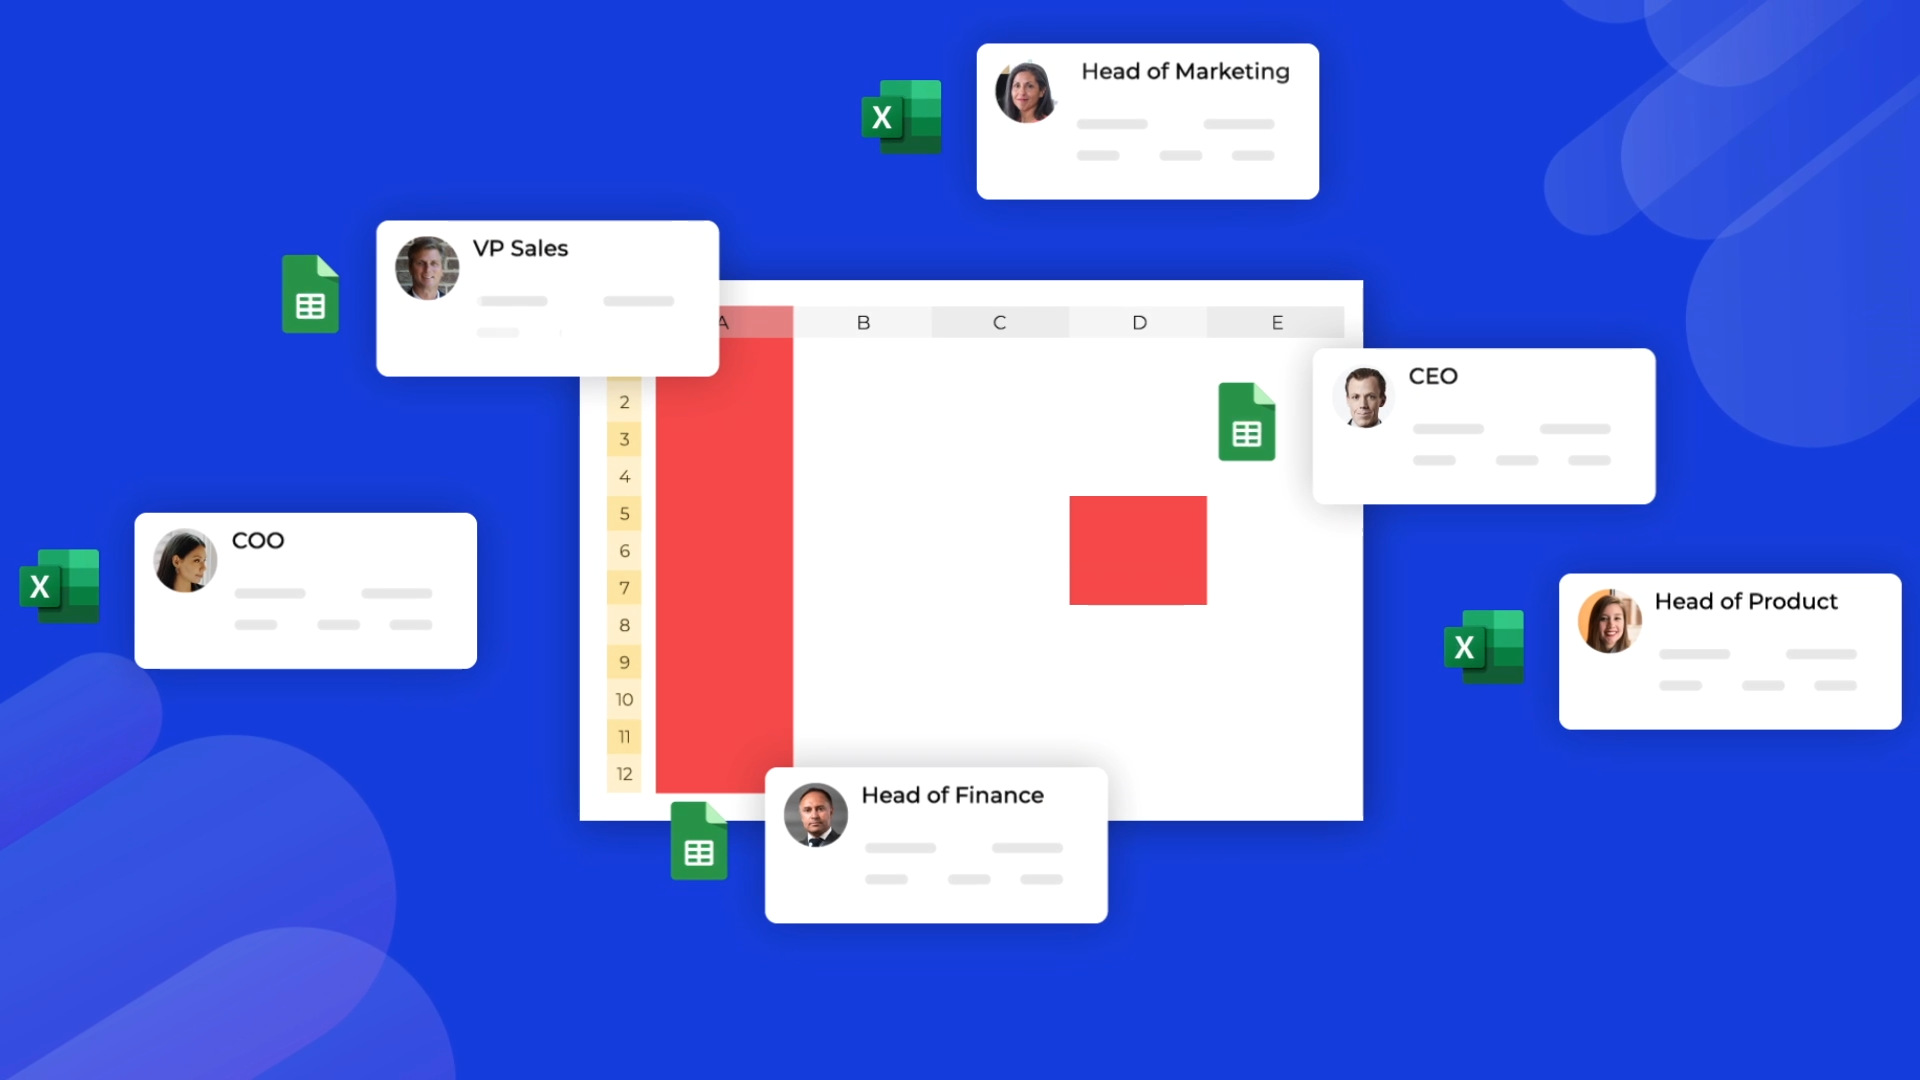 Head of Marketing
X
VP Sales
A B C D E
CEO
2
3
4
5
COO
6
X
7
Head of Product
8
X
9
10
11
12
Head of Finance